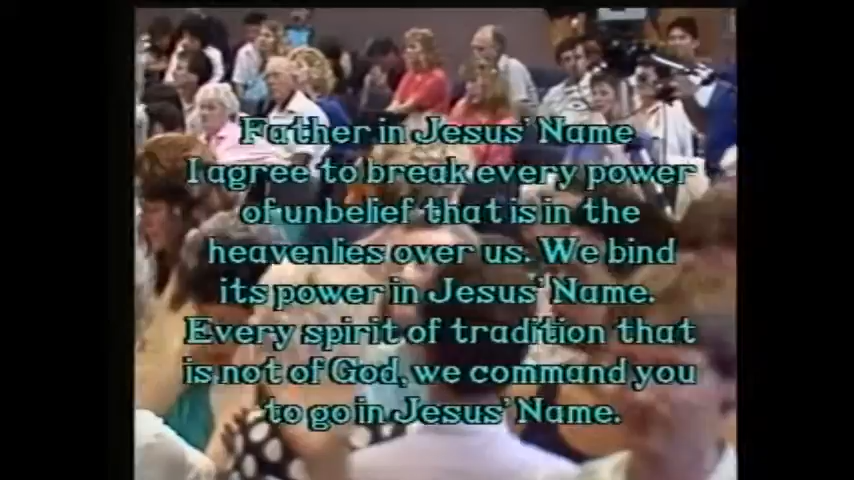 Father in Jesus' Name
I agree to break every power
of unbelief that is in the
heavenlies over us. We bind
its power in Jesus' Name.
Every spirit of tradition that
is not of God, we command you
to go in Jesus' Name.